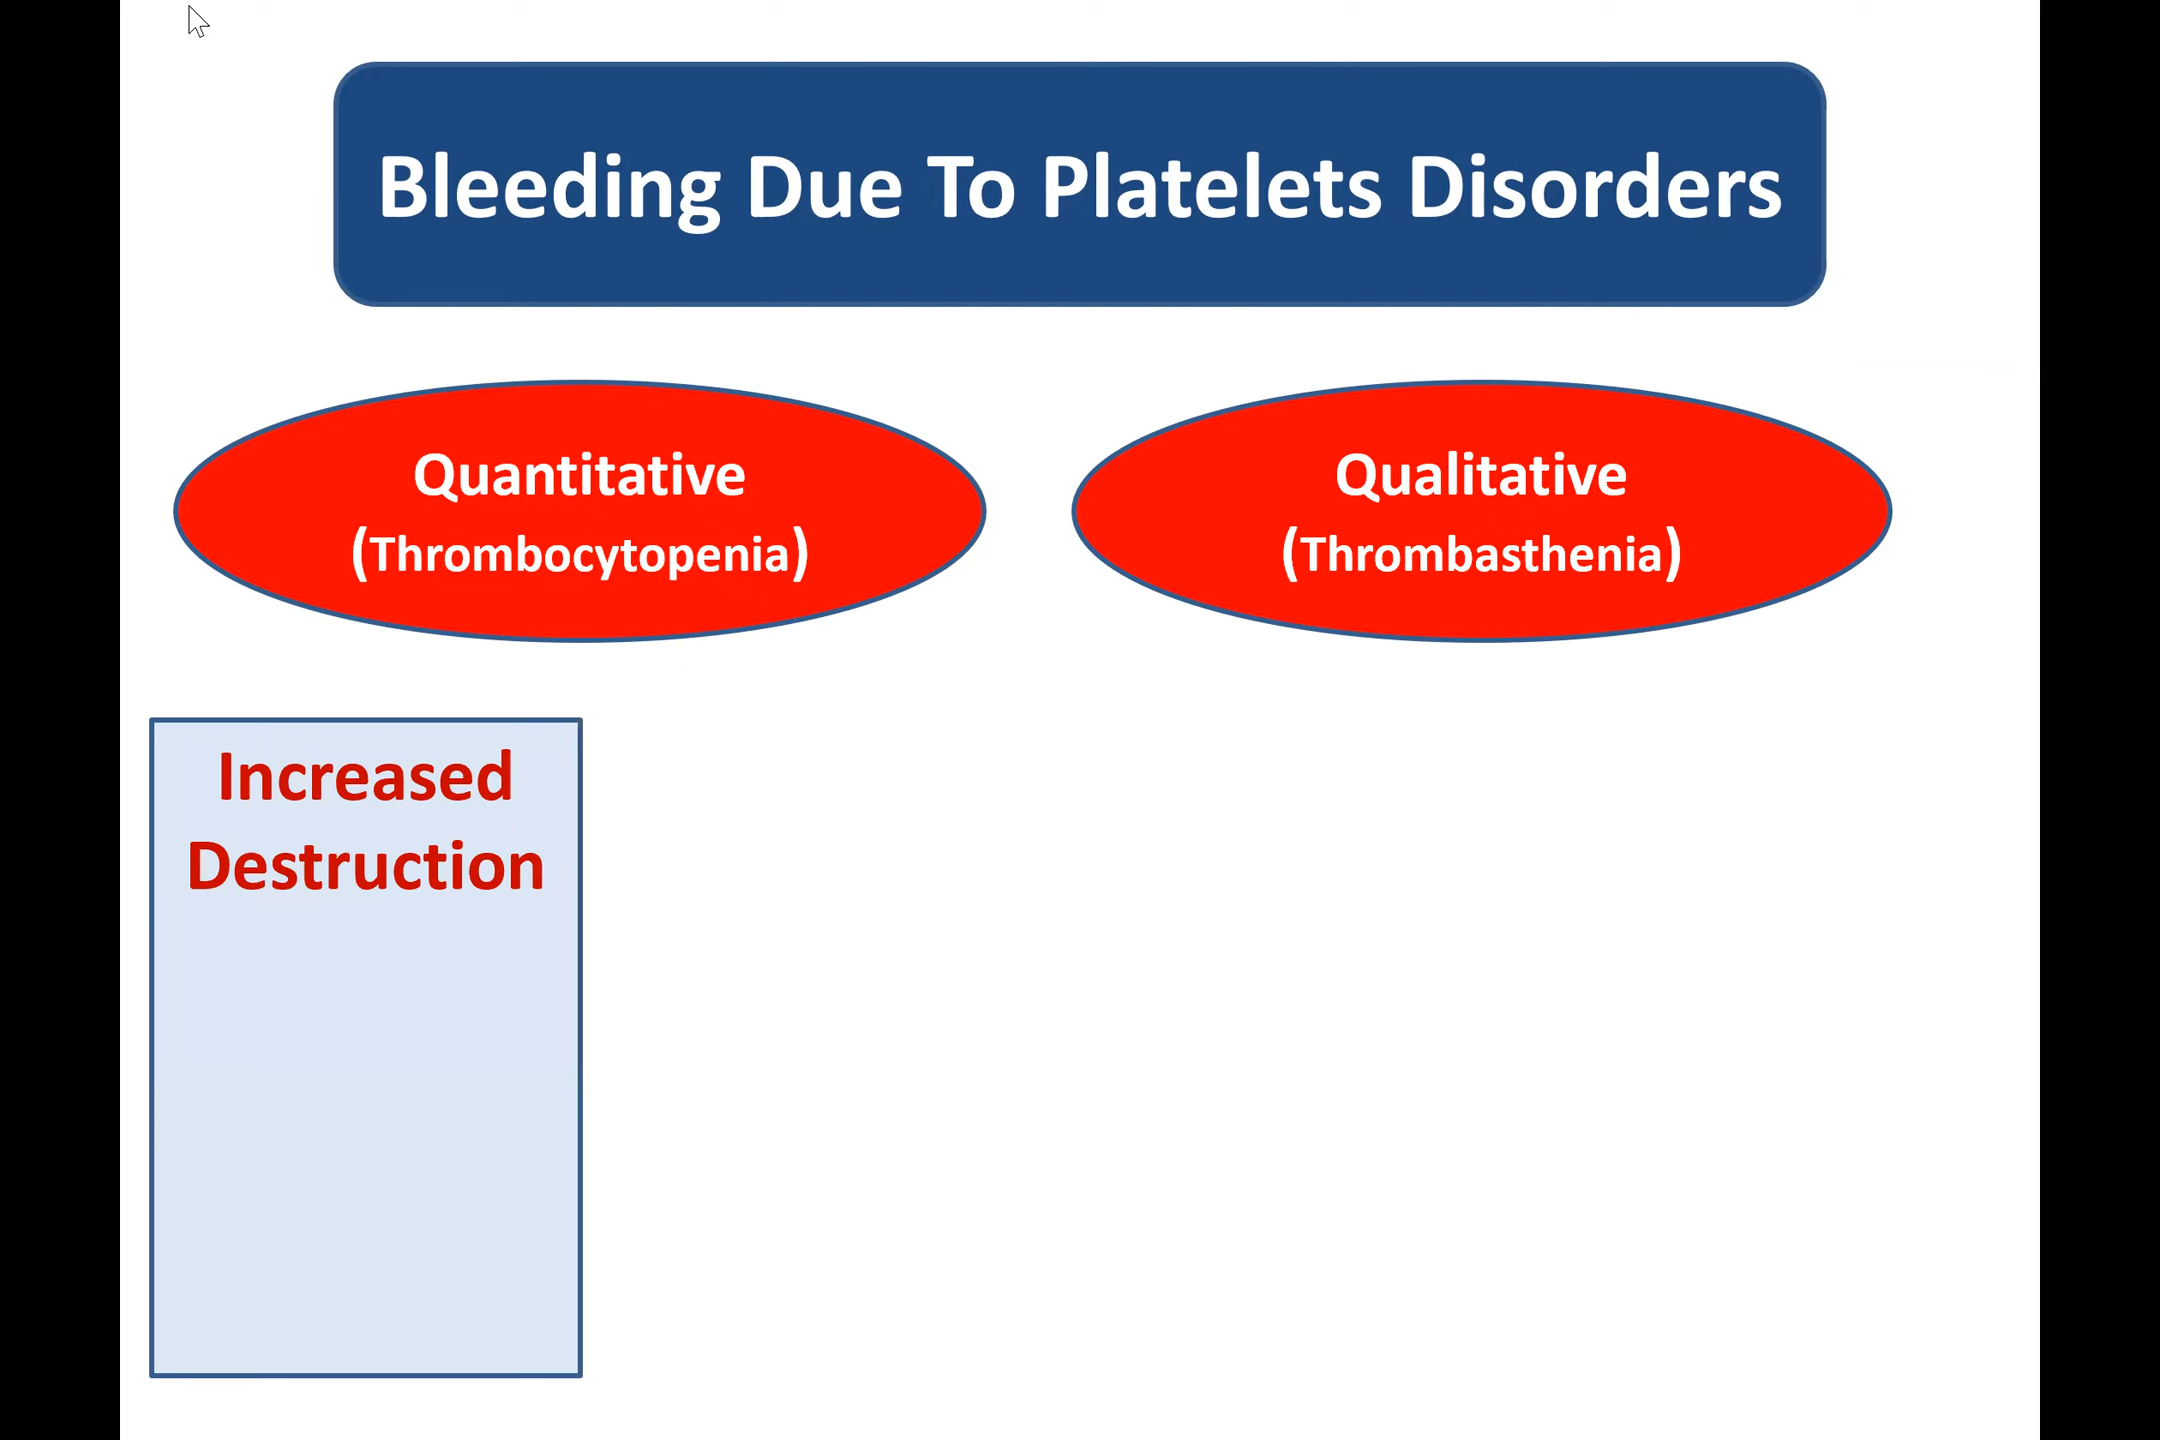 Bleeding Due To Platelets Disorders
Quantitative
(Thrombocytopenia)
Qualitative
(Thrombasthenia)
Increased
Destruction